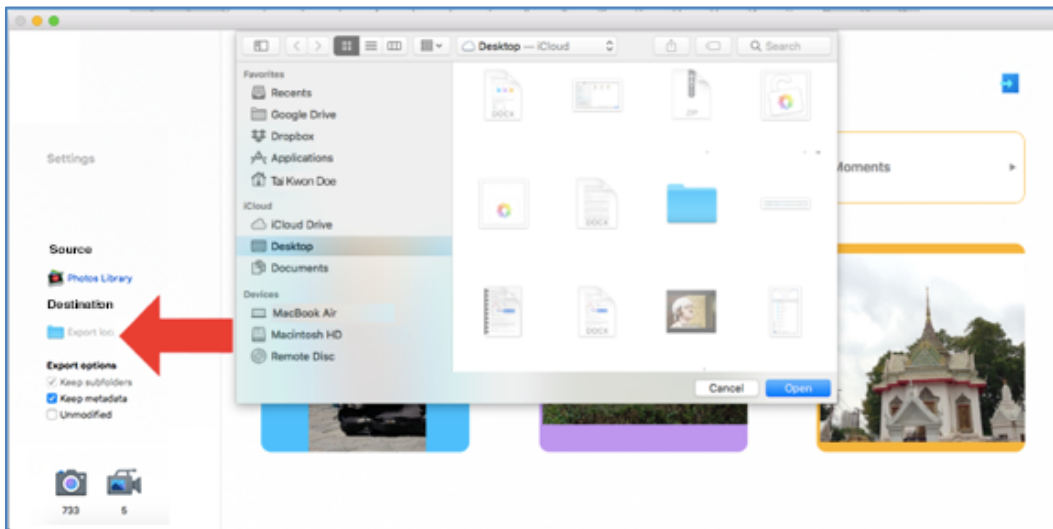 Desktop — iCloud
Search
Favorites
Recents
Google Drive
Dropbox
Applications
Tai Kwon Doe
iCloud
iCloud Drive
Desktop
Documents
Devices
MacBook Air
Macintosh HD
Remote Disc
DOCX
ZIP
DOCX
DOCX
Cancel
Open
Settings
Source
Photos Library
Destination
Export loc
Export options
Keep subfolders
Keep metadata
Unmodified
733
5
Moments